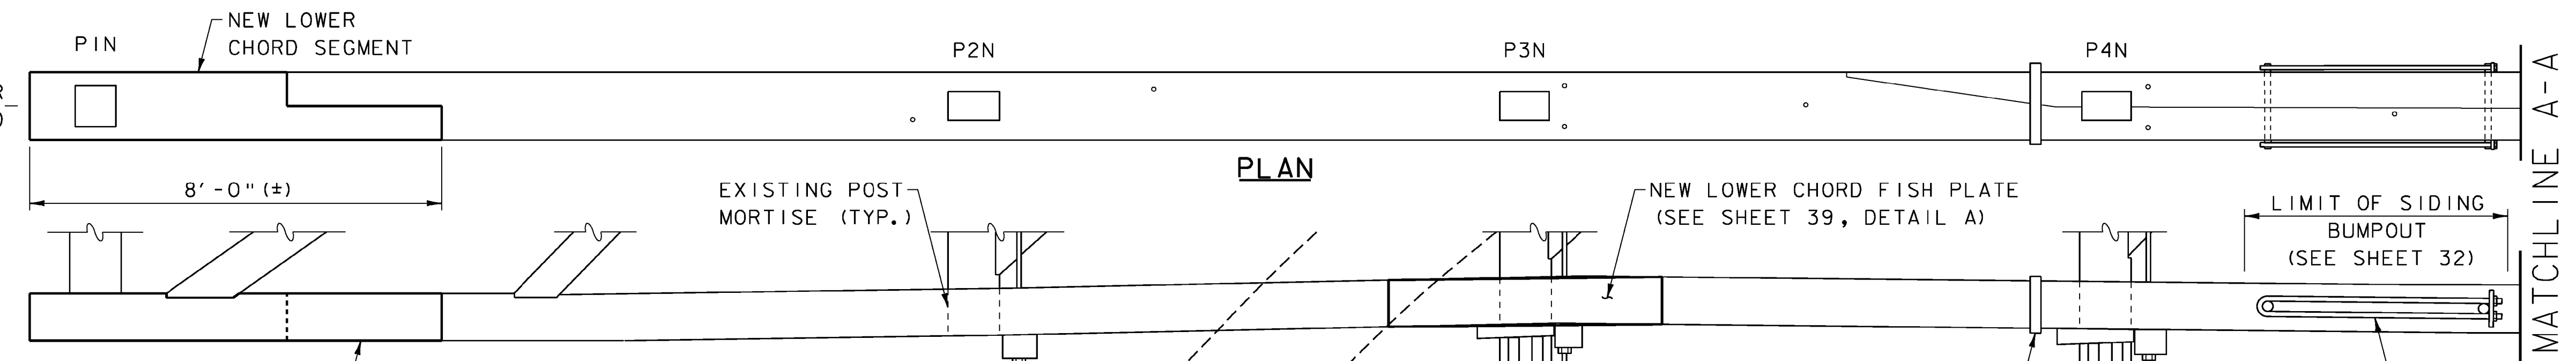 NEW LOWER
CHORD SEGMENT
P1N
P2N
P3N
P4N
PLAN
8'-0"(±)
EXISTING POST
MORTISE (TYP.)
NEW LOWER CHORD FISH PLATE
(SEE SHEET 39, DETAIL A)
LIMIT OF SIDING
BUMPOUT
(SEE SHEET 32)
MATCHLINE A-A